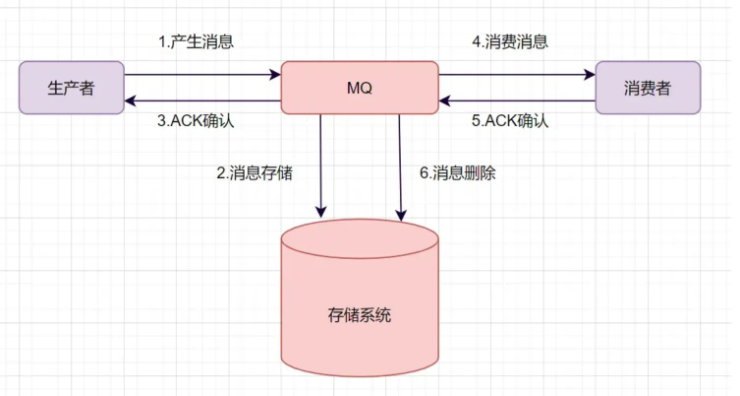 1.产生消息
4.消费消息
生产者
MQ
消费者
3.ACK确认
5.ACK确认
2.消息存储
6.消息删除
存储系统